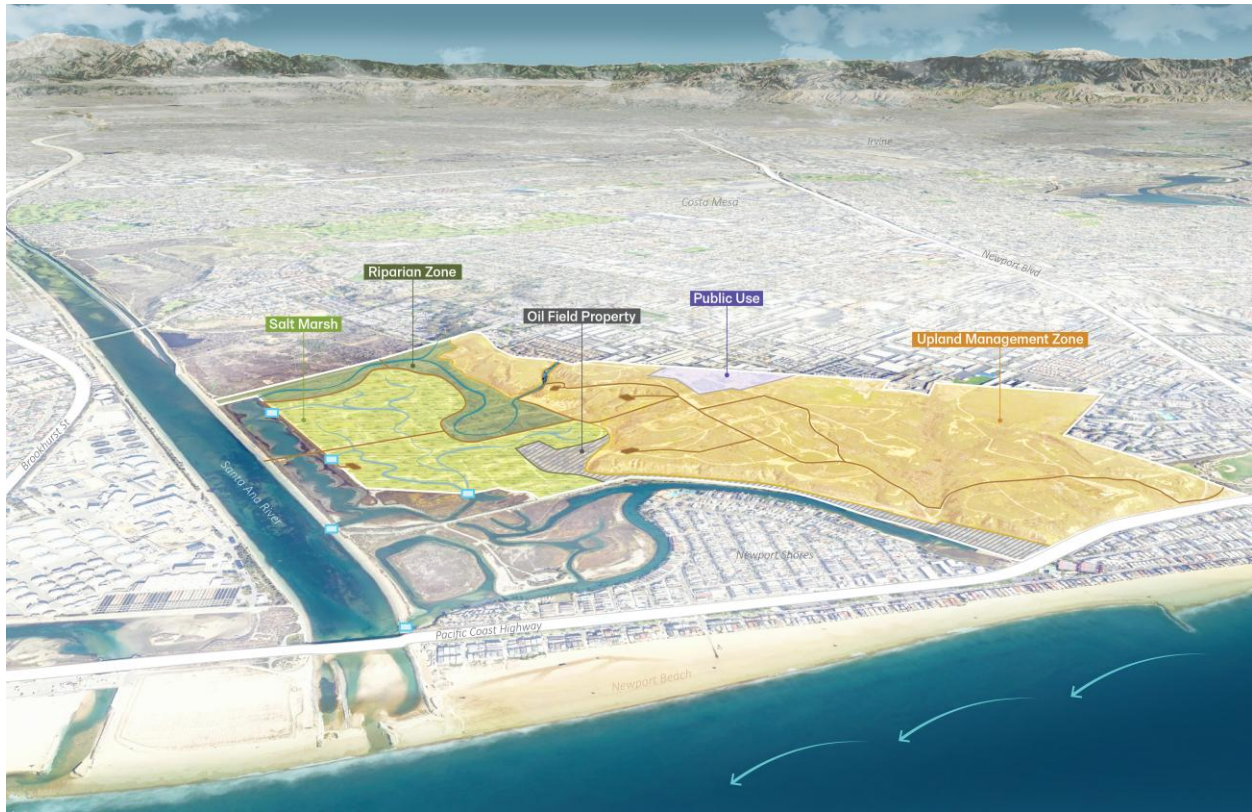 Irvine
Costa Mesa
Newport Blvd
Riparian Zone
Public Use
Oil Field Property
Salt Marsh
Upland Management Zone
Brookhurst St
Santa Ana River
Newport Shores
Pacific Coast Highway
Newport Beach